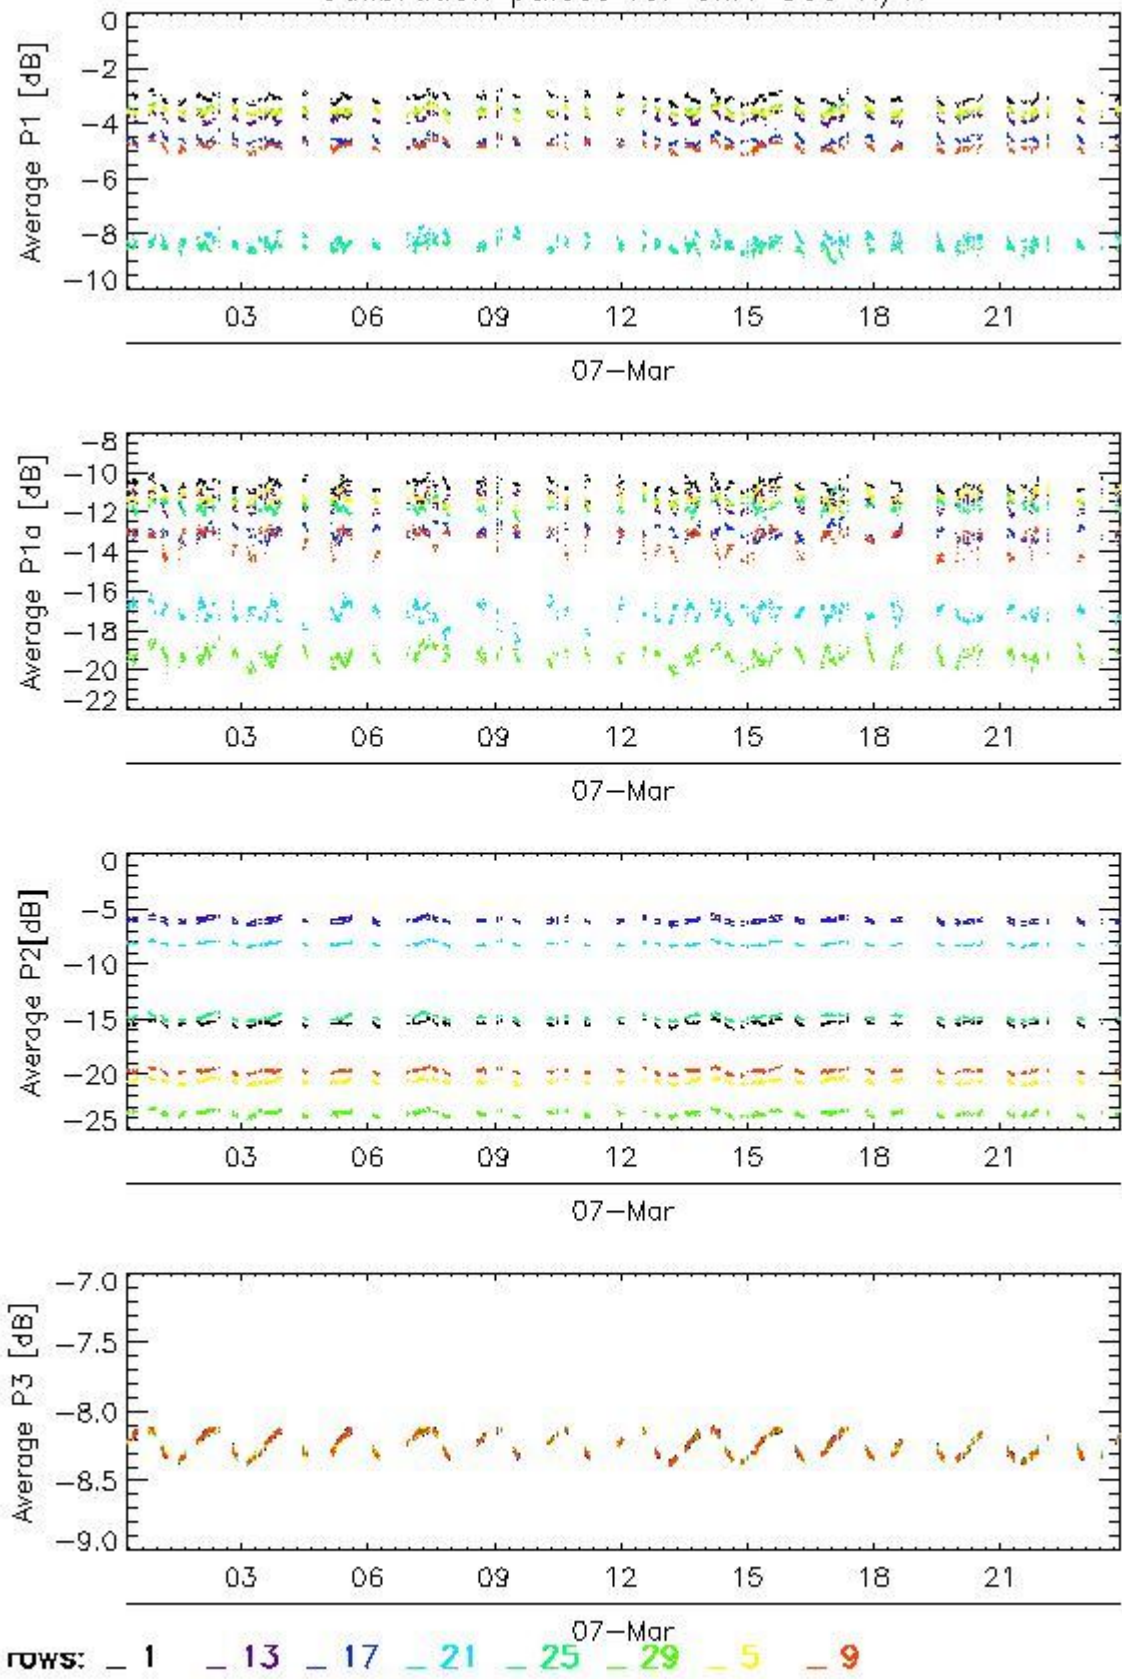 Average P1 [dB]
0
−2
−4
−6
−8
−10
03 06 09 12 15 18 21
07−Mar
Average P1a [dB]
−8
−10
−12
−14
−16
−18
−20
−22
03 06 09 12 15 18 21
07−Mar
Average P2[dB]
0
−5
−10
−15
−20
−25
03 06 09 12 15 18 21
07−Mar
Average P3 [dB]
−7.0
−7.5
−8.0
−8.5
−9.0
03 06 09 12 15 18 21
07−Mar
rows: _ 1 _ 13 _ 17 _ 21 _ 25 _ 29 _ 5 _ 9